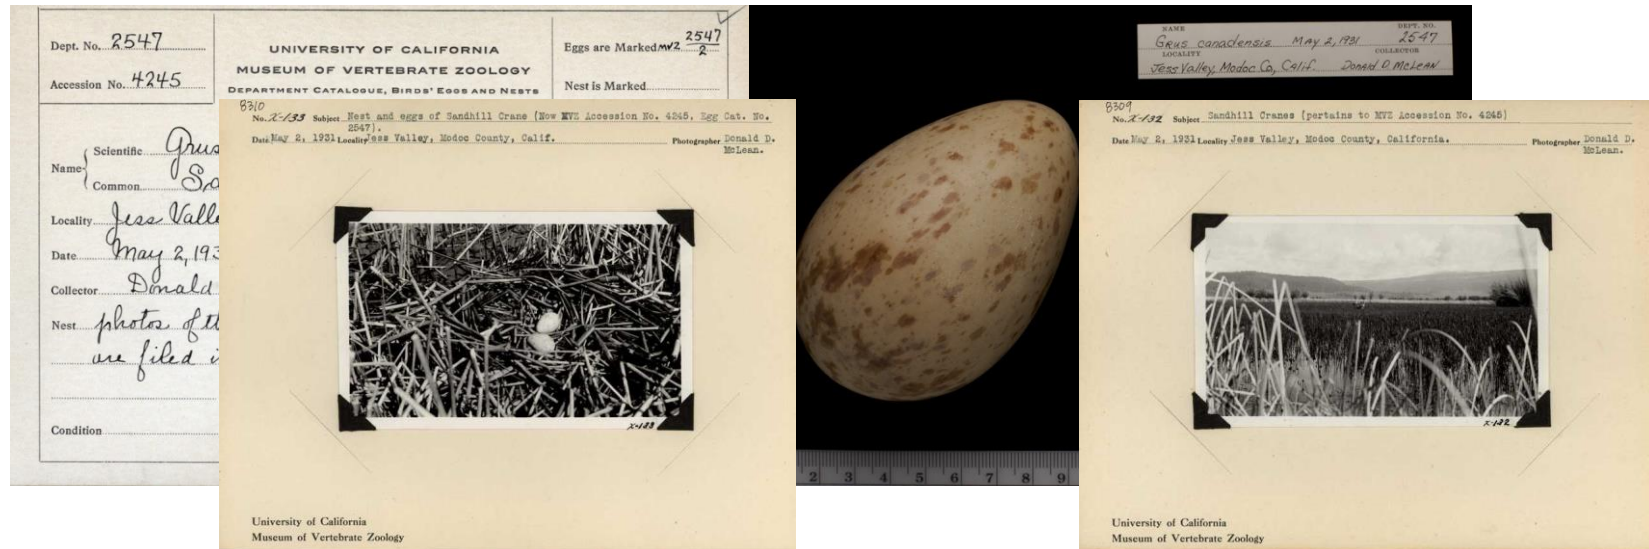 Dept. No. 2547
Accession No. 4245
UNIVERSITY OF CALIFORNIA
MUSEUM OF VERTEBRATE ZOOLOGY
DEPARTMENT CATALOGUE, BIRDS' EGGS AND NESTS
Eggs are Marked MVZ 2547
2
Nest is Marked
Name
Scientific Grus
Common
Locality Jess Valle
Date May 2, 193
Collector Donald
Nest photos of
are filed
Condition
8310
No. X-133 Subject Nest and eggs of Sandhill Crane (Now MVZ Accession No. 4245, Egg Cat. No.
2547).
Date May 2, 1931 Locality Jess Valley, Modoc County, Calif. Photographer Donald D.
McLean.
X-133
University of California
Museum of Vertebrate Zoology
NAME DEPT. NO.
Grus canadensis May 2, 1931 2547
LOCALITY COLLECTOR
Jess Valley, Modoc Co, Calif. Donald D McLean
2 3 4 5 6 7 8 9
8309
No. X-132 Subject Sandhill Cranes (pertains to MVZ Accession No. 4245)
Date May 2, 1931 Locality Jess Valley, Modoc County, California. Photographer Donald D.
McLean.
X-132
University of California
Museum of Vertebrate Zoology